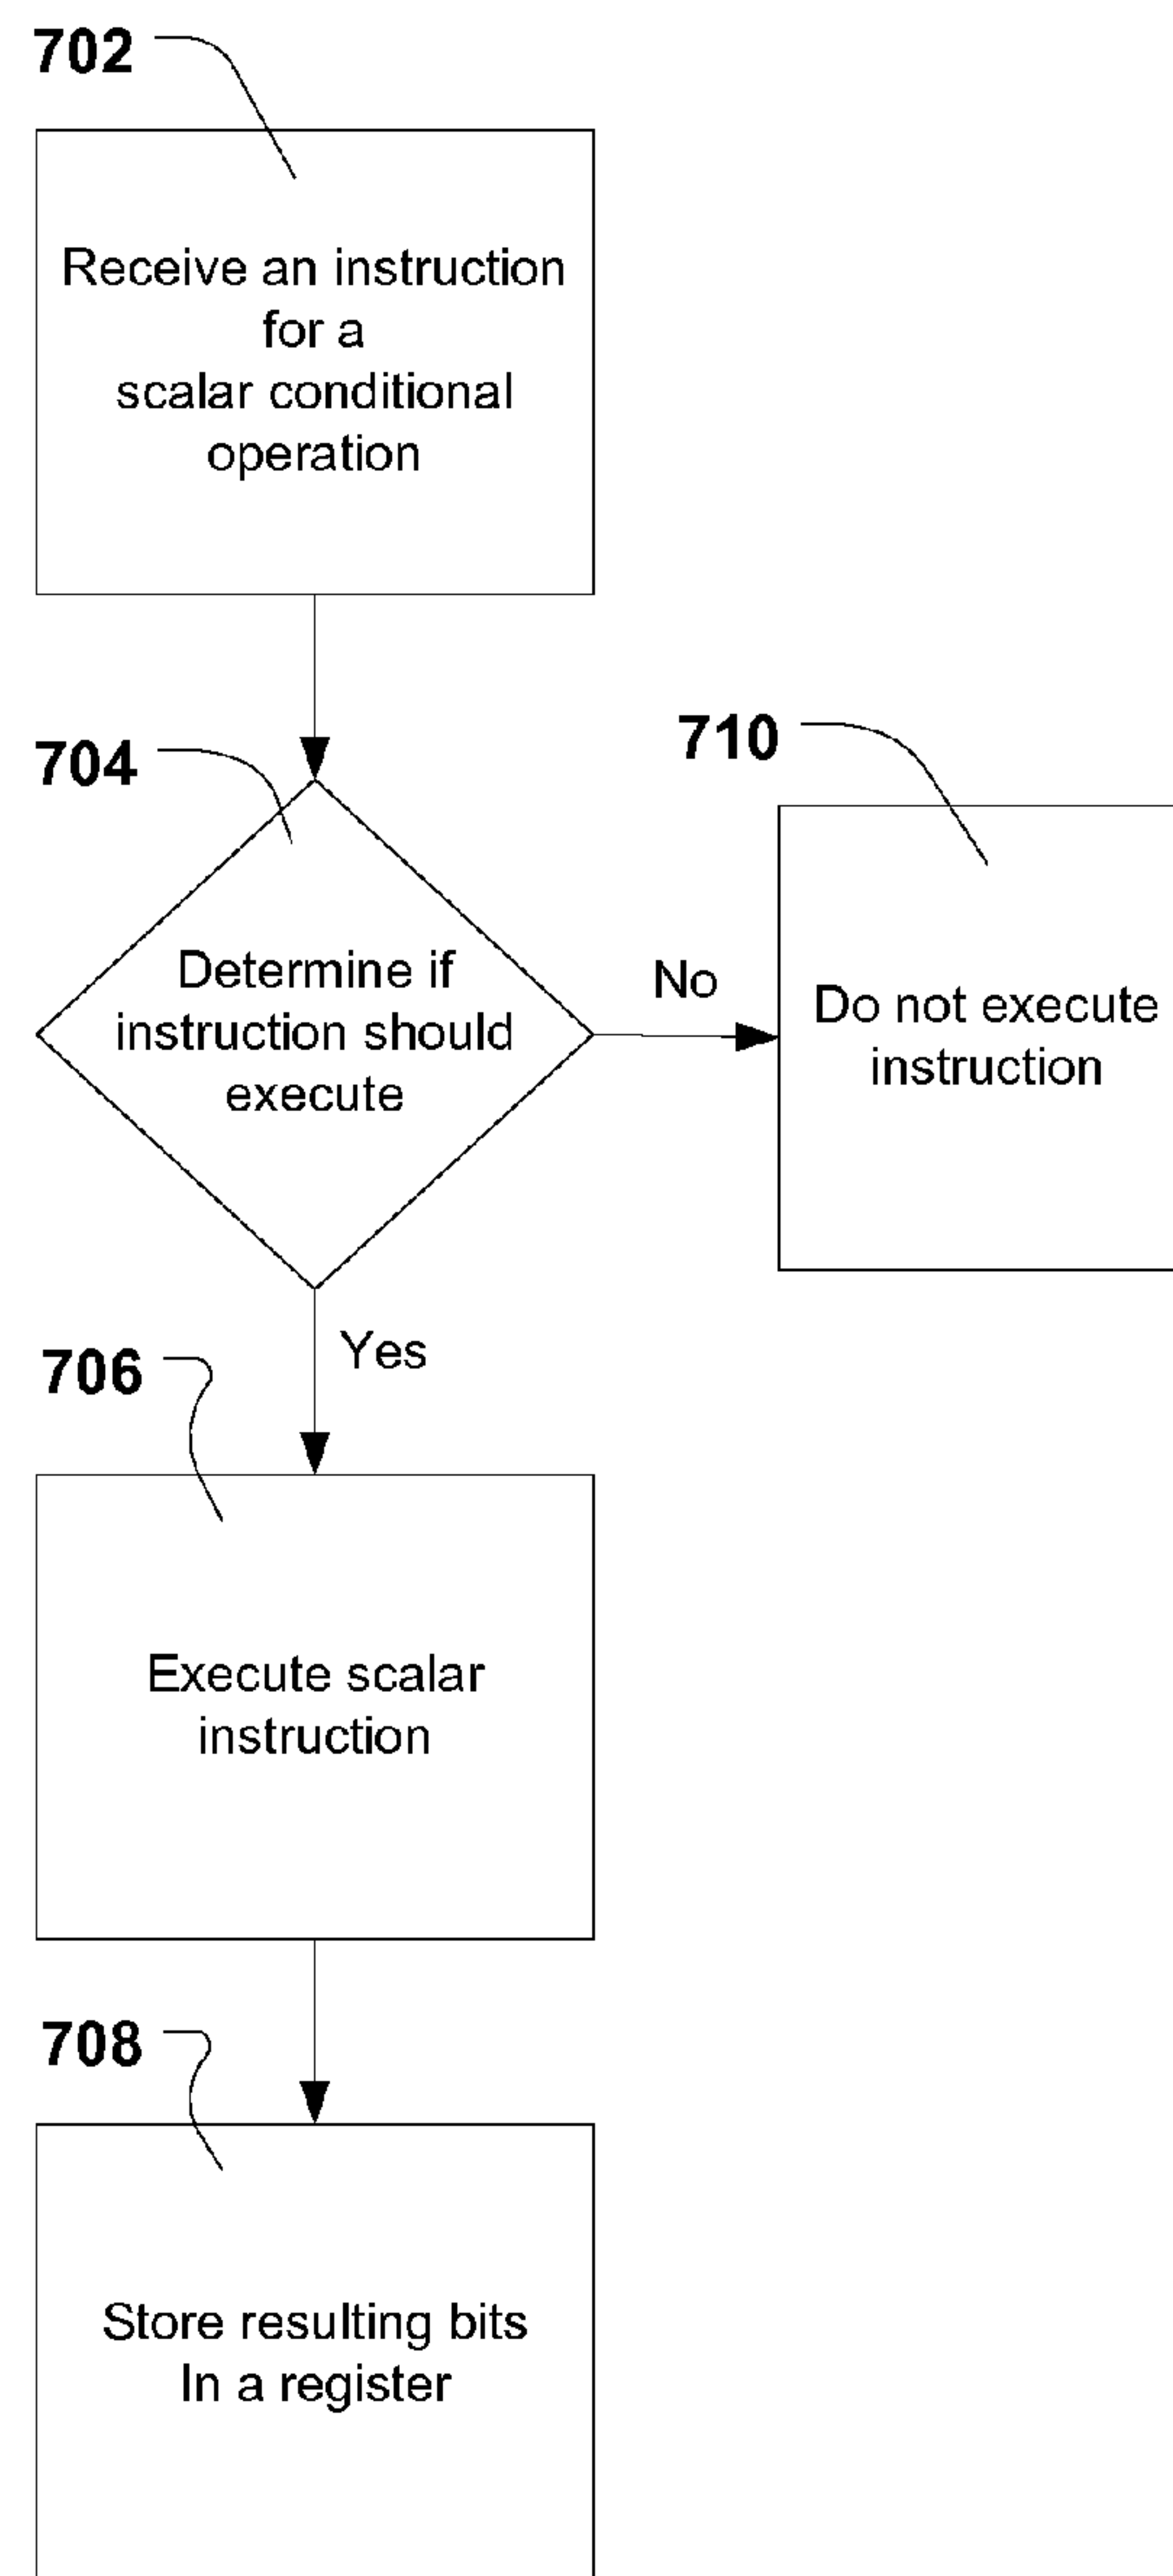 702
Receive an instruction
for a
scalar conditional
operation
704
Determine if
instruction should
execute
No
710
Do not execute
instruction
Yes
706
Execute scalar
instruction
708
Store resulting bits
In a register